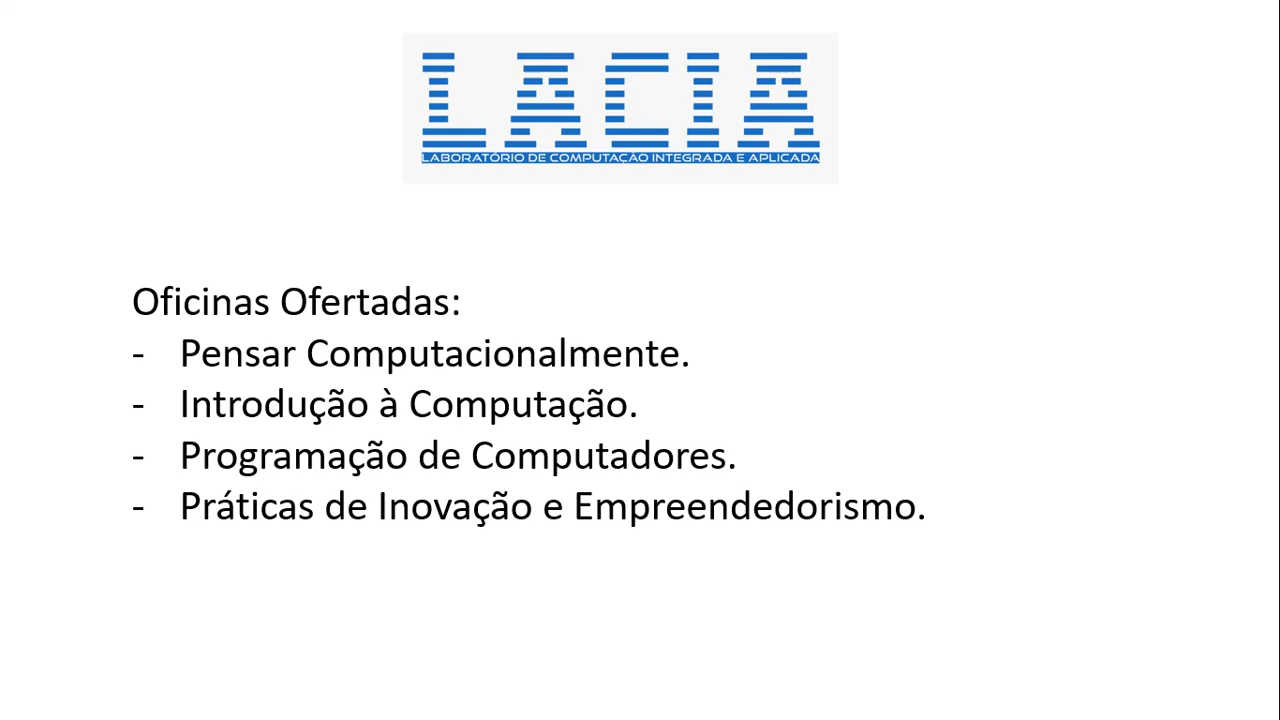 LACIA
LABORATÓRIO DE COMPUTAÇÃO INTEGRADA E APLICADA
Oficinas Ofertadas:
- Pensar Computacionalmente.
- Introdução à Computação.
- Programação de Computadores.
- Práticas de Inovação e Empreendedorismo.